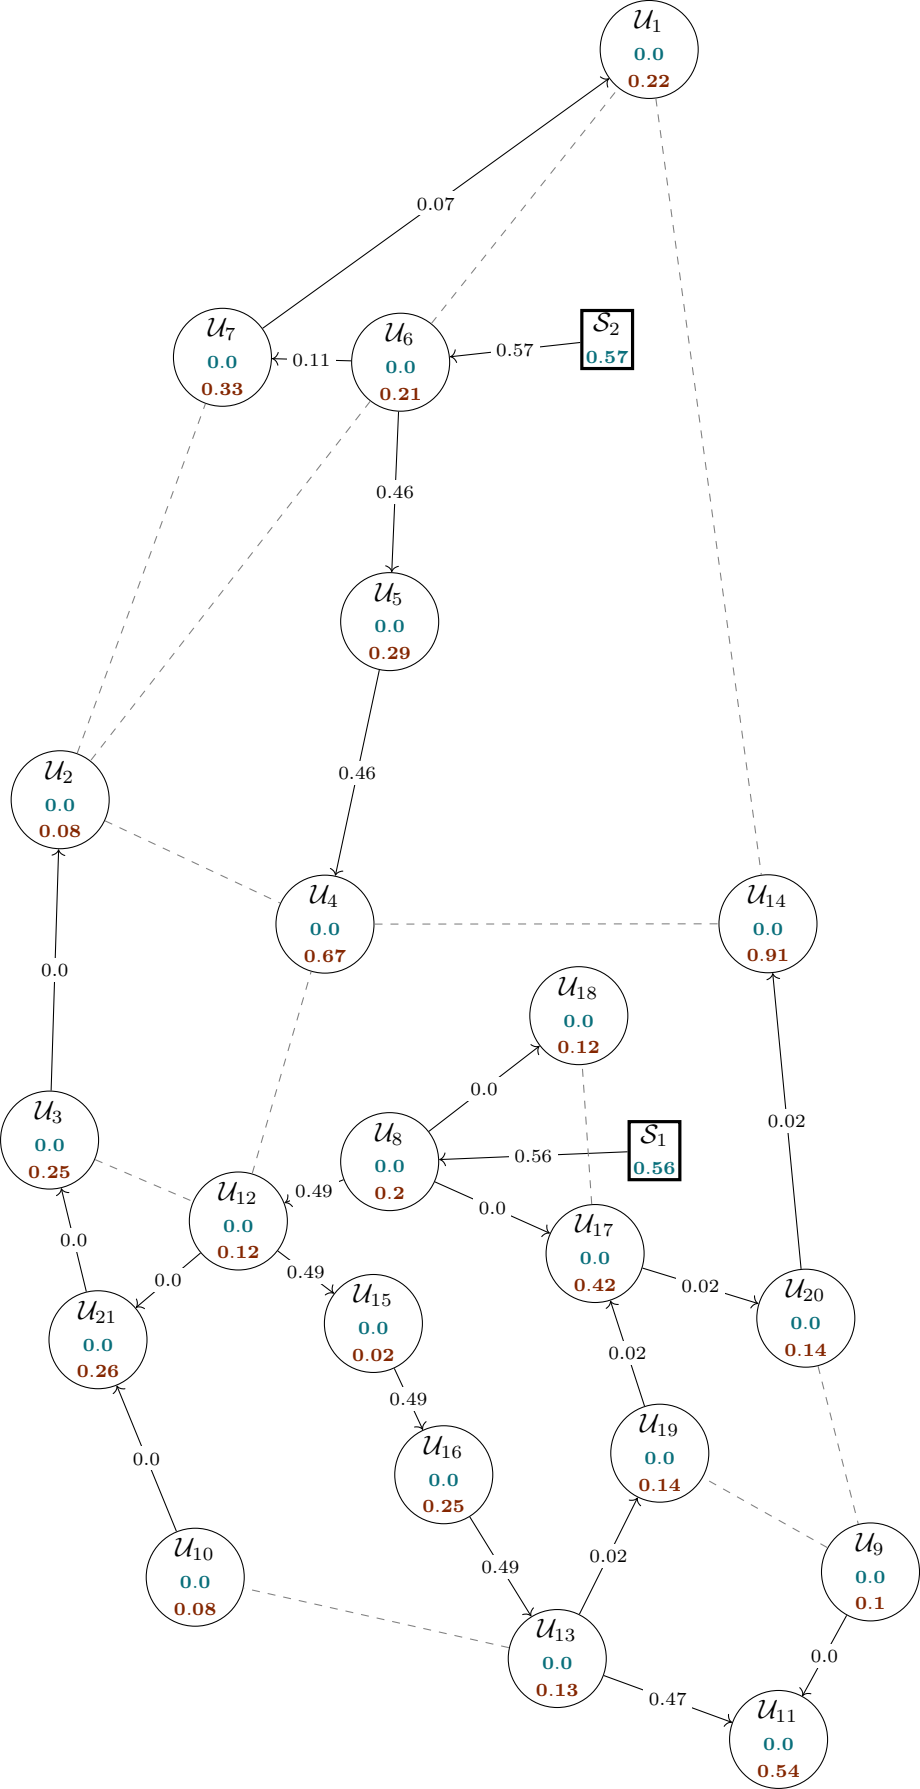 𝒰₁
0.0
0.22
0.07
𝒰₇
0.0
0.33
0.11
𝒰₆
0.0
0.21
0.57
𝒮₂
0.57
0.46
𝒰₅
0.0
0.29
0.46
𝒰₂
0.0
0.08
𝒰₄
0.0
0.67
𝒰₁₄
0.0
0.91
0.0
𝒰₁₈
0.0
0.12
0.0
0.02
𝒰₃
0.0
0.25
𝒰₈
0.0
0.2
0.56
𝒮₁
0.56
0.49
𝒰₁₂
0.0
0.12
0.0
𝒰₁₇
0.0
0.42
0.0
0.0
0.49
0.02
𝒰₂₁
0.0
0.26
𝒰₁₅
0.0
0.02
𝒰₂₀
0.0
0.14
0.02
0.49
𝒰₁₆
0.0
0.25
𝒰₁₉
0.0
0.14
0.0
0.49
0.02
𝒰₁₀
0.0
0.08
𝒰₉
0.0
0.1
𝒰₁₃
0.0
0.13
0.0
0.47
𝒰₁₁
0.0
0.54